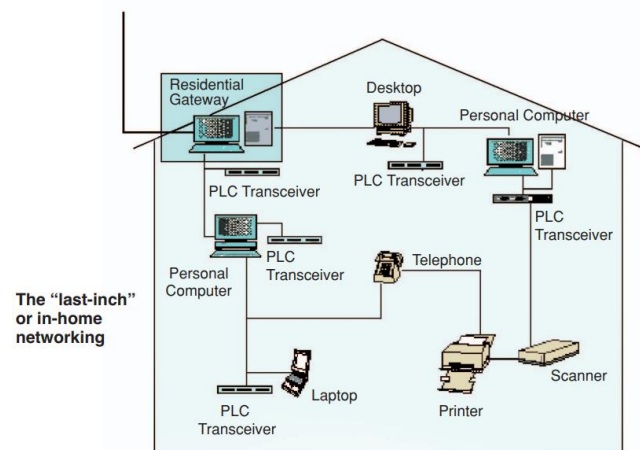 Residential
Gateway
Desktop
Personal Computer
PLC Transceiver
PLC Transceiver
PLC
Transceiver
PLC
Transceiver
Personal
Computer
Telephone
The “last-inch”
or in-home
networking
Laptop
Scanner
Printer
PLC
Transceiver